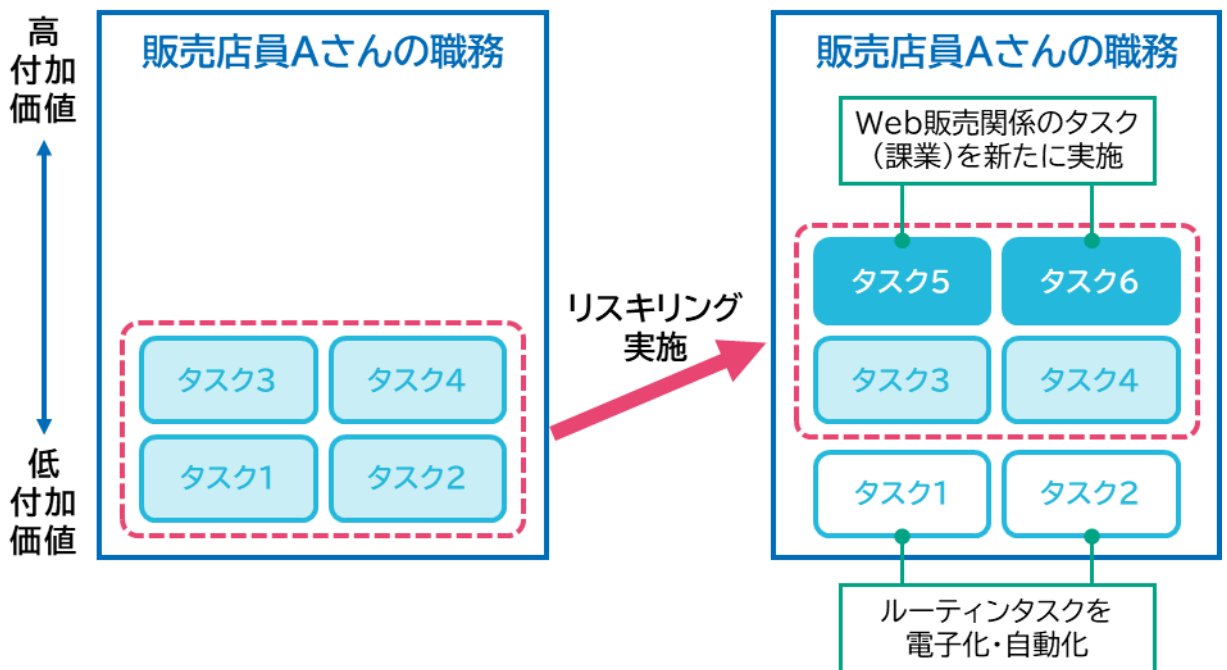 高
付加
価値
低
付加
価値
販売店員Aさんの職務
タスク3
タスク4
タスク1
タスク2
リスキリング
実施
販売店員Aさんの職務
Web販売関係のタスク
(課業)を新たに実施
タスク5
タスク6
タスク3
タスク4
タスク1
タスク2
ルーティンタスクを
電子化・自動化